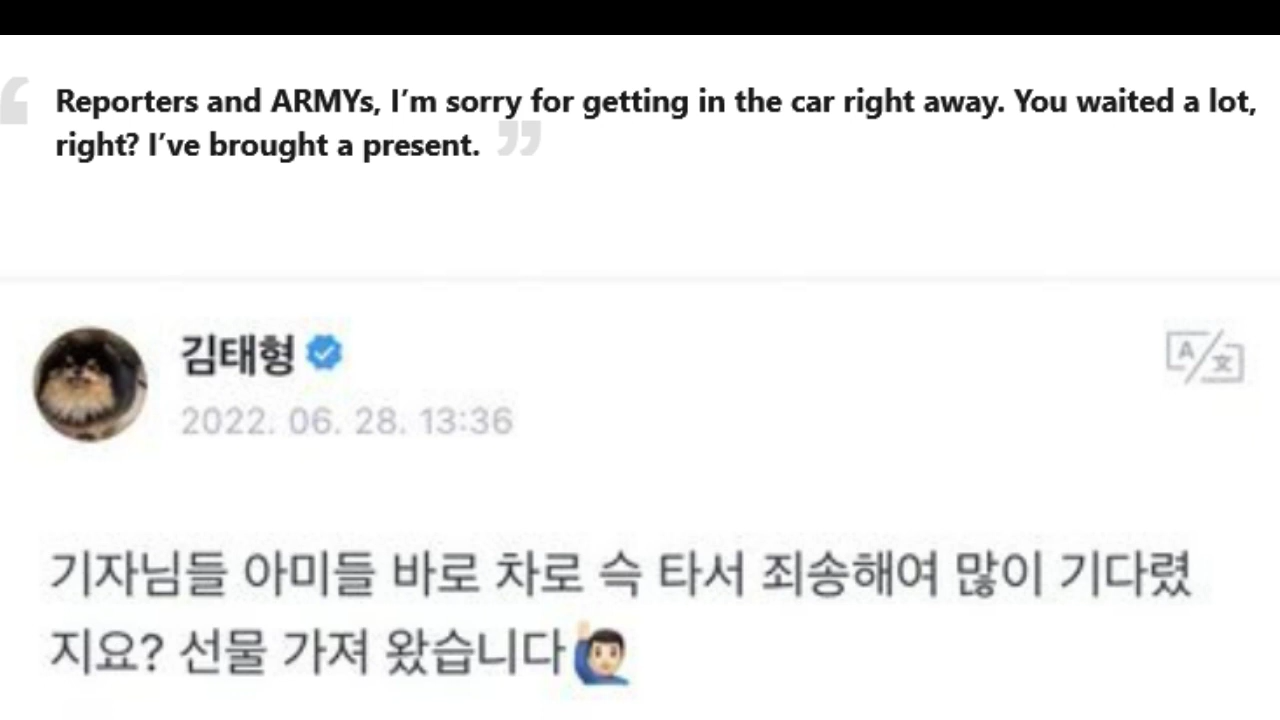 Reporters and ARMYs, I’m sorry for getting in the car right away. You waited a lot,
right? I’ve brought a present.
김태형
2022. 06. 28. 13:36
A/文
기자님들 아미들 바로 차로 슥 타서 죄송해여 많이 기다렸
지요? 선물 가져 왔습니다🙋🏻‍♂️